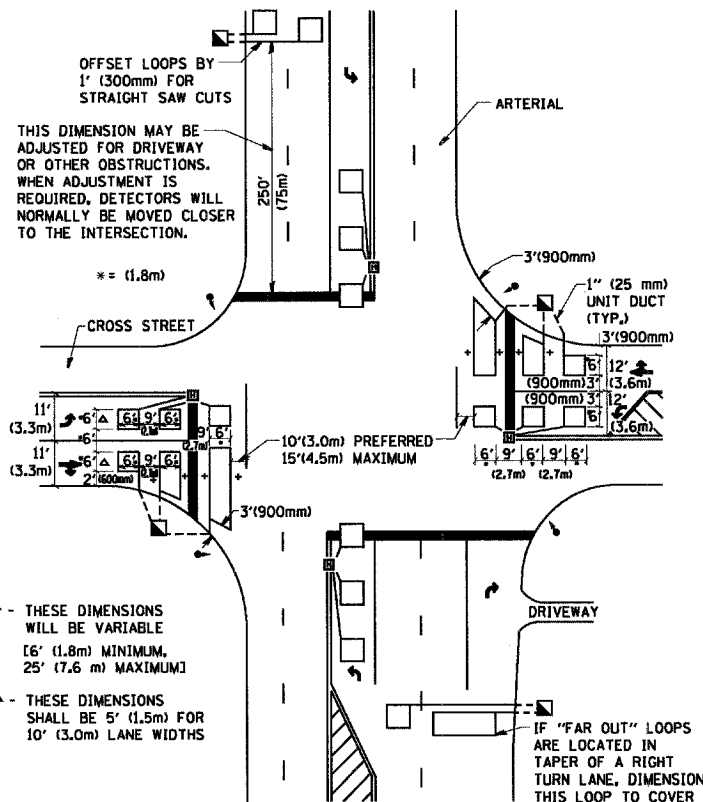 OFFSET LOOPS BY
1' (300mm) FOR
STRAIGHT SAW CUTS
THIS DIMENSION MAY BE
ADJUSTED FOR DRIVEWAY
OR OTHER OBSTRUCTIONS.
WHEN ADJUSTMENT IS
REQUIRED, DETECTORS WILL
NORMALLY BE MOVED CLOSER
TO THE INTERSECTION.
* = (1.8m)
250'
(75m)
ARTERIAL
3'(900mm)
1" (25 mm)
UNIT DUCT
(TYP.)
3'(900mm)
CROSS STREET
6'
12'
(3.6m)
(900mm) 3'
(900mm) 3'
12'
(3.6m)
6'
H
H
H
H
11'
(3.3m)
*6'
6' 9' 6'
*6'
11'
(3.3m)
*6'
6' 9' 6'
2' (600mm)
9' 6'
(2.7m)
10'(3.0m) PREFERRED
15'(4.5m) MAXIMUM
6' 9' 6' 9' 6'
(2.7m) (2.7m)
3'(900mm)
- THESE DIMENSIONS
WILL BE VARIABLE
[6' (1.8m) MINIMUM,
25' (7.6 m) MAXIMUM]
- THESE DIMENSIONS
SHALL BE 5' (1.5m) FOR
10' (3.0m) LANE WIDTHS
DRIVEWAY
IF "FAR OUT" LOOPS
ARE LOCATED IN
TAPER OF A RIGHT
TURN LANE, DIMENSION
THIS LOOP TO COVER